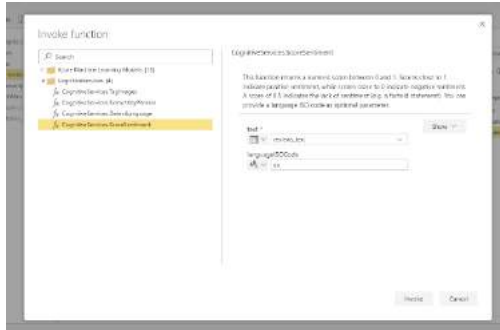 Invoke function
Search
Azure Machine Learning Models [13]
CognitiveServices [4]
CognitiveServices.TagImages
CognitiveServices.ExtractKeyPhrases
CognitiveServices.DetectLanguage
CognitiveServices.ScoreSentiment
CognitiveServices.ScoreSentiment
This function returns a numeric score between 0 and 1. Scores close to 1
indicate positive sentiment, while scores close to 0 indicate negative sentiment.
A score of 0.5 indicates the lack of sentiment (e.g. a factoid statement). You can
provide a language ISO code as optional parameter.
Show
text *
reviews_text
languageISOCode
Invoke
Cancel